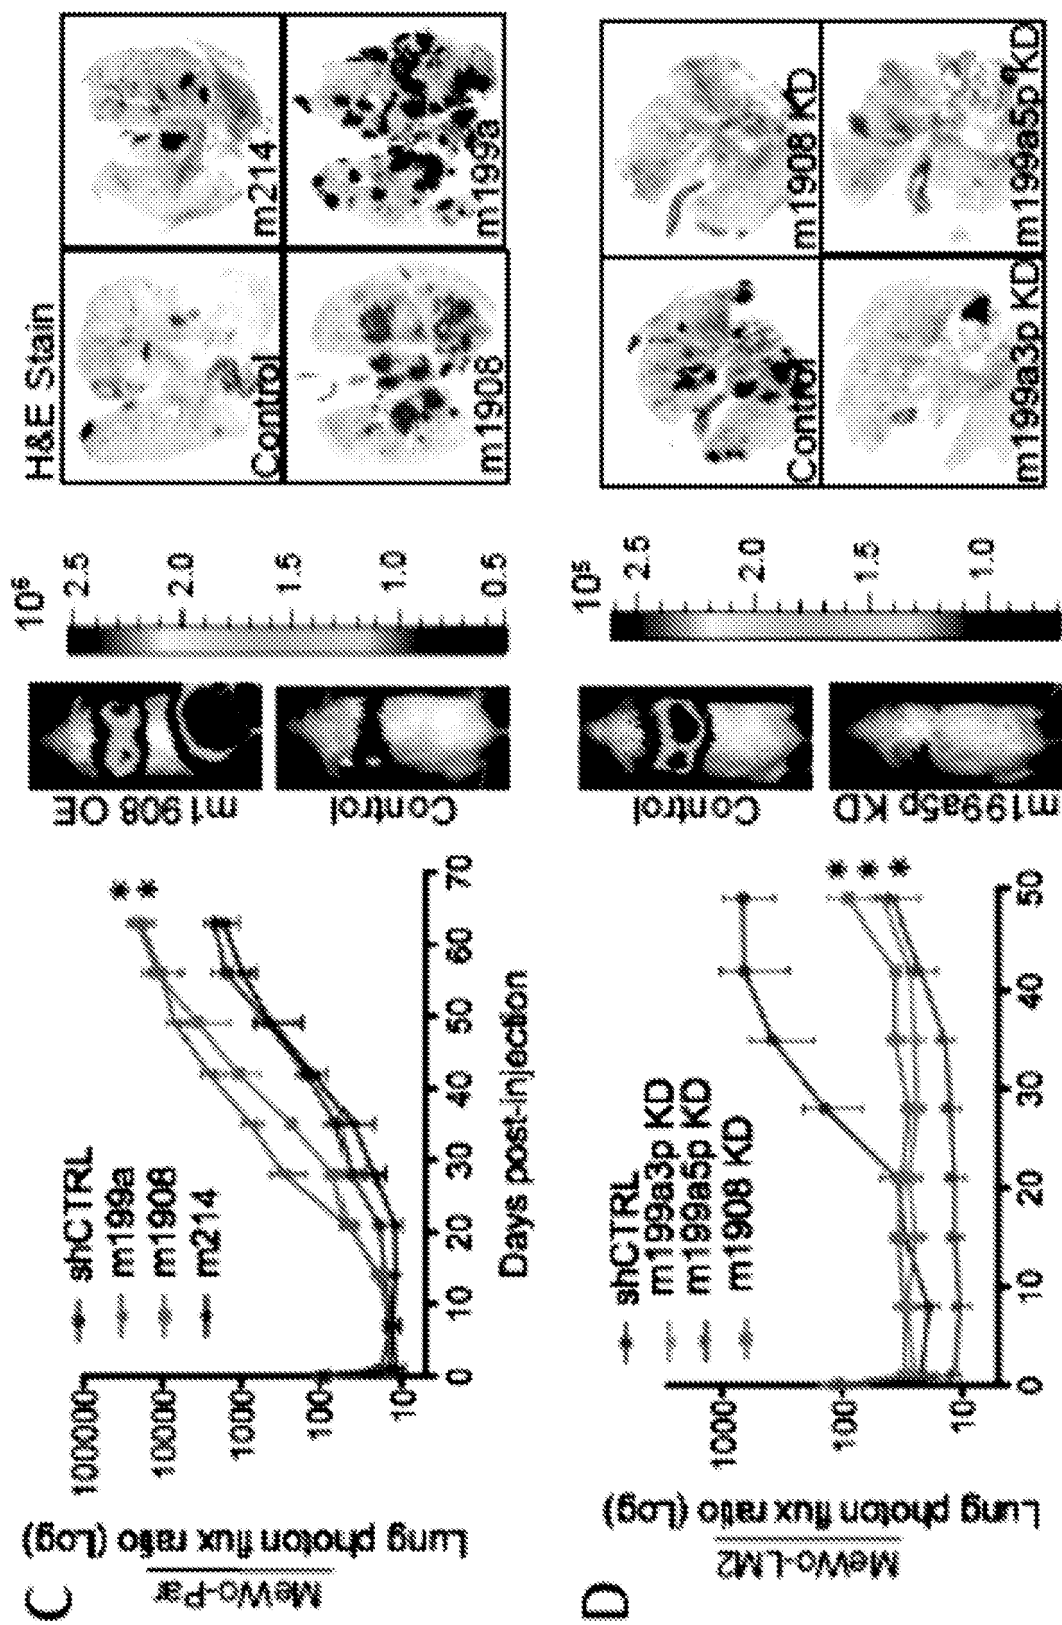 C
MeWo-Par
Lung photon flux ratio (Log)
100000
10000
1000
100
10
shCTRL
m199a
m1908
m214
**
0 10 20 30 40 50 60 70
Days post-injection
m1908 OE
Control
10⁵
2.5
2.0
1.5
1.0
0.5
H&E Stain
Control
m214
m1908
m199a
D
MeWo-LM2
Lung photon flux ratio (Log)
1000
100
10
shCTRL
m199a3p KD
m199a5p KD
m1908 KD
***
0 10 20 30 40 50
Control
m199a5p KD
10⁵
2.5
2.0
1.5
1.0
Control
m1908 KD
m199a3p KD
m199a5p KD